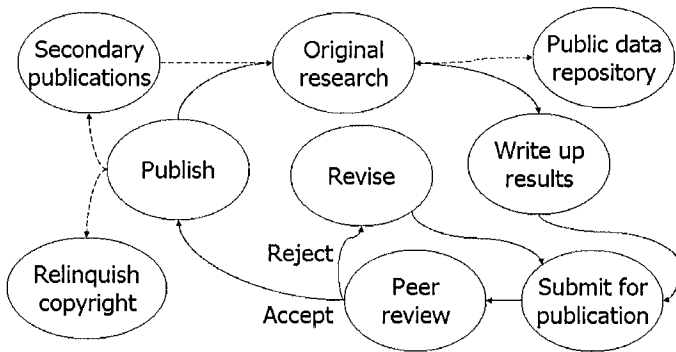 Secondary
publications
Original
research
Public data
repository
Publish
Revise
Write up
results
Reject
Relinquish
copyright
Accept
Peer
review
Submit for
publication